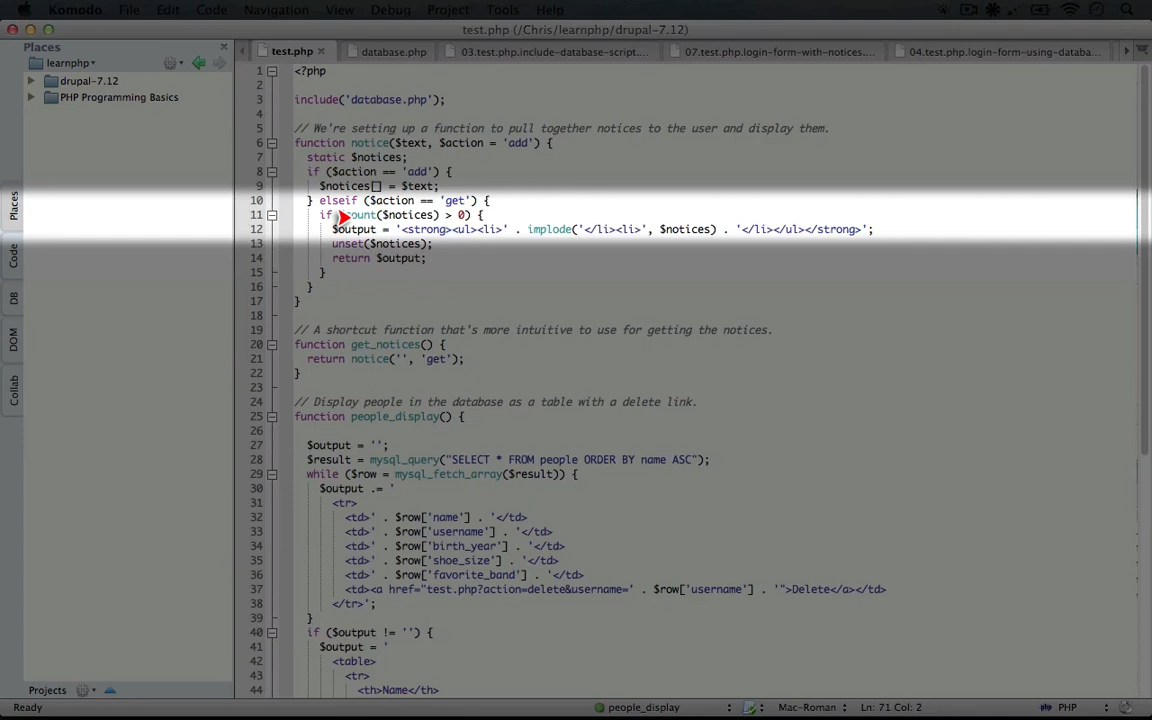 Komodo File Edit Code Navigation View Debug Project Tools Window Help
test.php (/Chris/learnphp/drupal-7.12)
Places
learnphp
drupal-7.12
PHP Programming Basics
Places
Code
DB
DOM
Collab
Projects
test.php database.php 03.test.php.include-database-script.... 07.test.php.login-form-with-notices.... 04.test.php.login-form-using-databa...
1 <?php
2
3 include('database.php');
4
5 // We're setting up a function to pull together notices to the user and display them.
6 function notice($text, $action = 'add') {
7 static $notices;
8 if ($action == 'add') {
9 $notices[] = $text;
10 } elseif ($action == 'get') {
11 if count($notices) > 0) {
12 $output = '<strong><ul><li>' . implode('</li><li>', $notices) . '</li></ul></strong>';
13 unset($notices);
14 return $output;
15 }
16 }
17 }
18
19 // A shortcut function that's more intuitive to use for getting the notices.
20 function get_notices() {
21 return notice('', 'get');
22 }
23
24 // Display people in the database as a table with a delete link.
25 function people_display() {
26
27 $output = '';
28 $result = mysql_query("SELECT * FROM people ORDER BY name ASC");
29 while ($row = mysql_fetch_array($result)) {
30 $output .= '
31 <tr>
32 <td>' . $row['name'] . '</td>
33 <td>' . $row['username'] . '</td>
34 <td>' . $row['birth_year'] . '</td>
35 <td>' . $row['shoe_size'] . '</td>
36 <td>' . $row['favorite_band'] . '</td>
37 <td><a href="test.php?action=delete&username=' . $row['username'] . '">Delete</a></td>
38 </tr>';
39 }
40 if ($output != '') {
41 $output = '
42 <table>
43 <tr>
44 <th>Name</th>
Ready people_display Mac-Roman Ln: 71 Col: 2 PHP